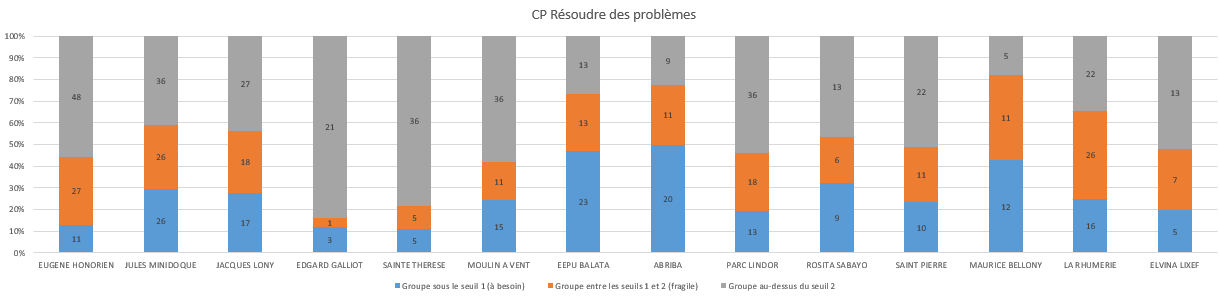 CP Résoudre des problèmes
100%
90%
80%
70%
60%
50%
40%
30%
20%
10%
0%
48 36 27 21 36 36 13 9 36 13 22 5 22 13
27 26 18 1 5 11 13 11 18 6 11 11 26 7
11 26 17 3 5 15 23 20 13 9 10 12 16 5
EUGENE HONORIEN JULES MINIDOQUE JACQUES LONY EDGARD GALLIOT SAINTE THERESE MOULIN A VENT EEPU BALATA ABRIBA PARC LINDOR ROSITA SABAYO SAINT PIERRE MAURICE BELLONY LA RHUMERIE ELVINA LIXEF
Groupe sous le seuil 1 (à besoin) Groupe entre les seuils 1 et 2 (fragile) Groupe au-dessus du seuil 2